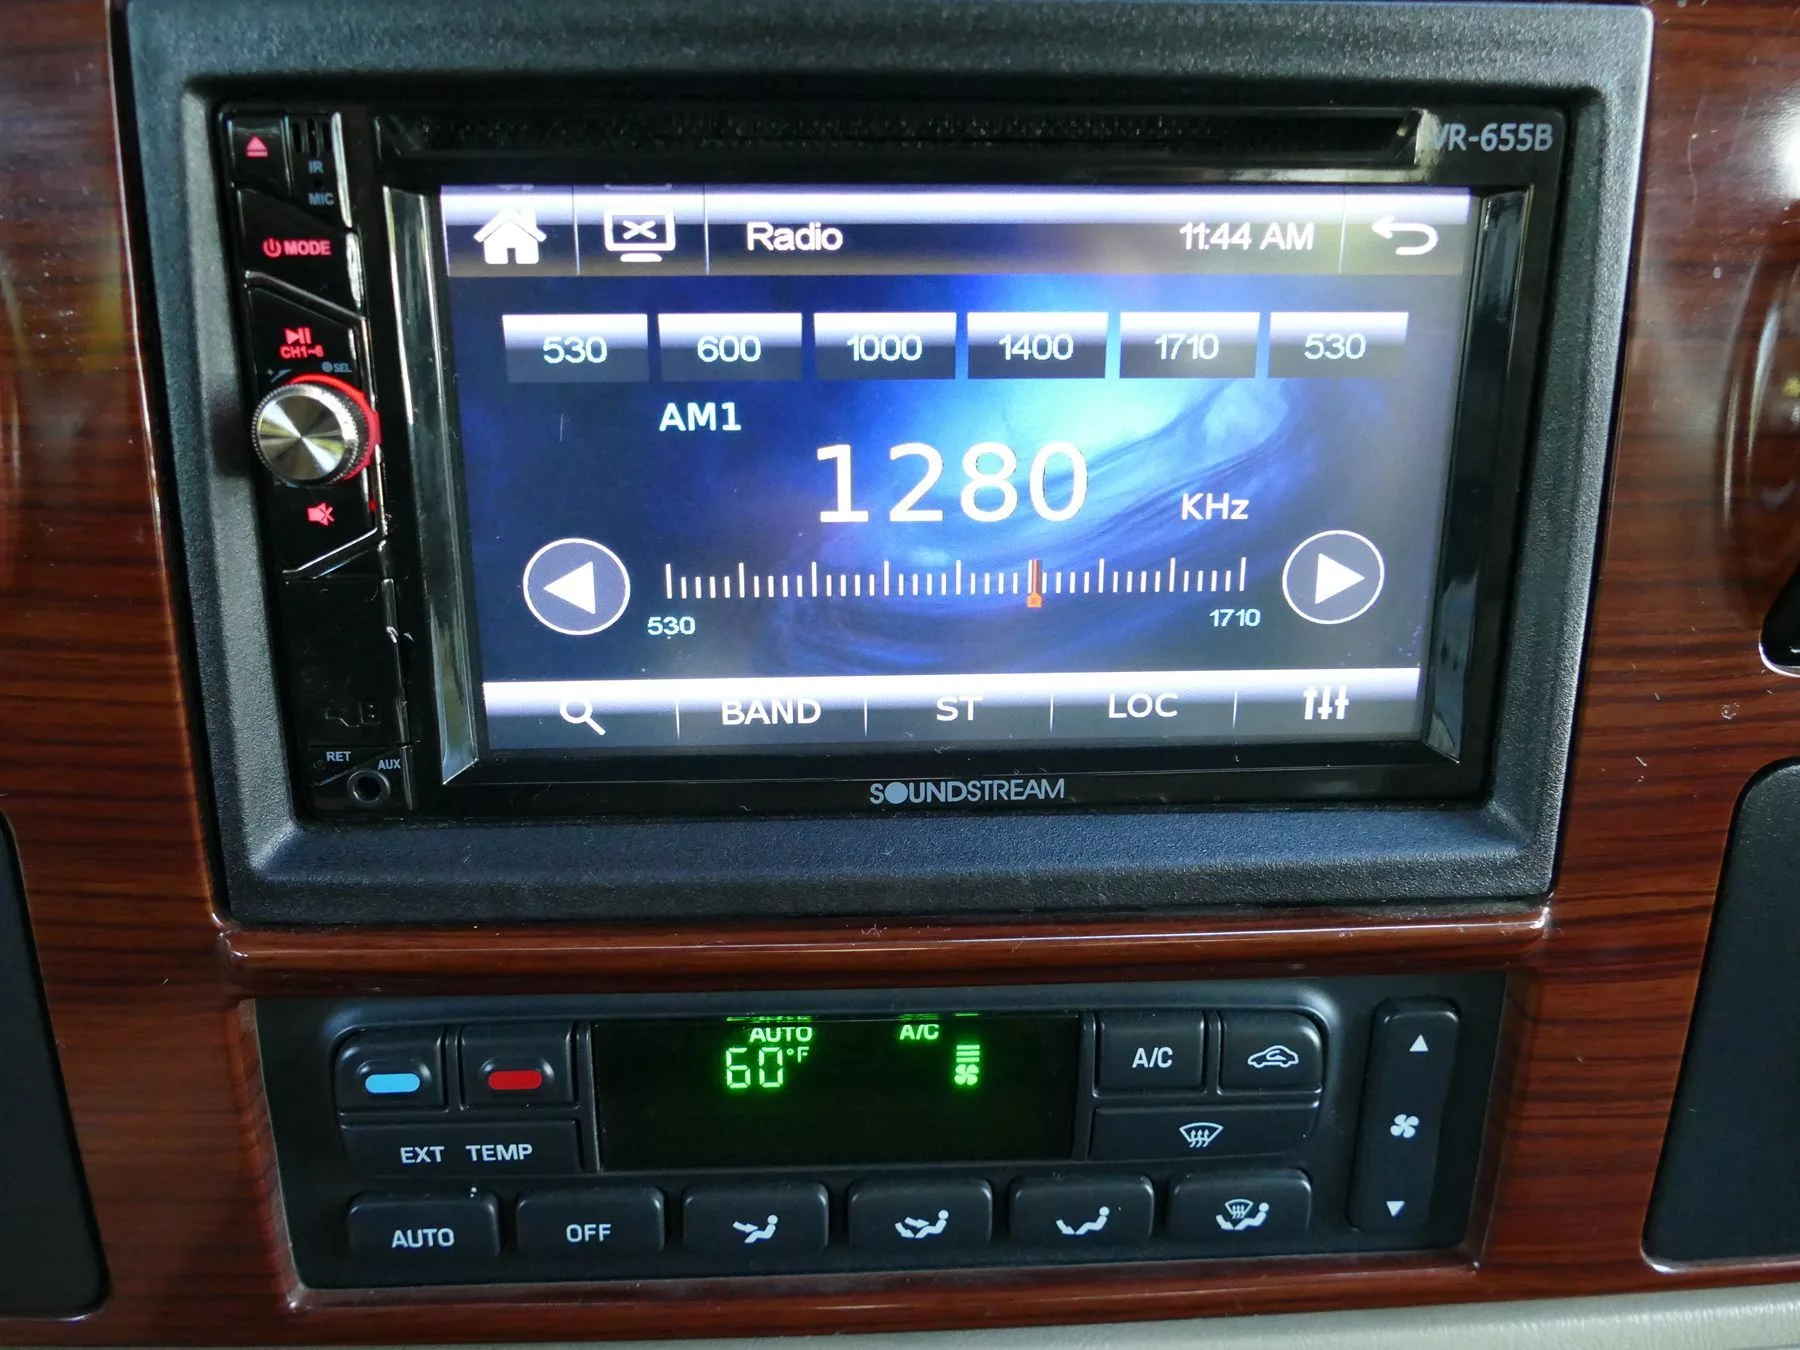 VR-655B
IR
MIC
MODE
CH1~6
SEL
RET
AUX
Radio
11:44 AM
530 600 1000 1400 1710 530
AM1
1280 KHz
530 1710
BAND ST LOC
SOUNDSTREAM
AUTO A/C
60°F
A/C
EXT TEMP
AUTO OFF